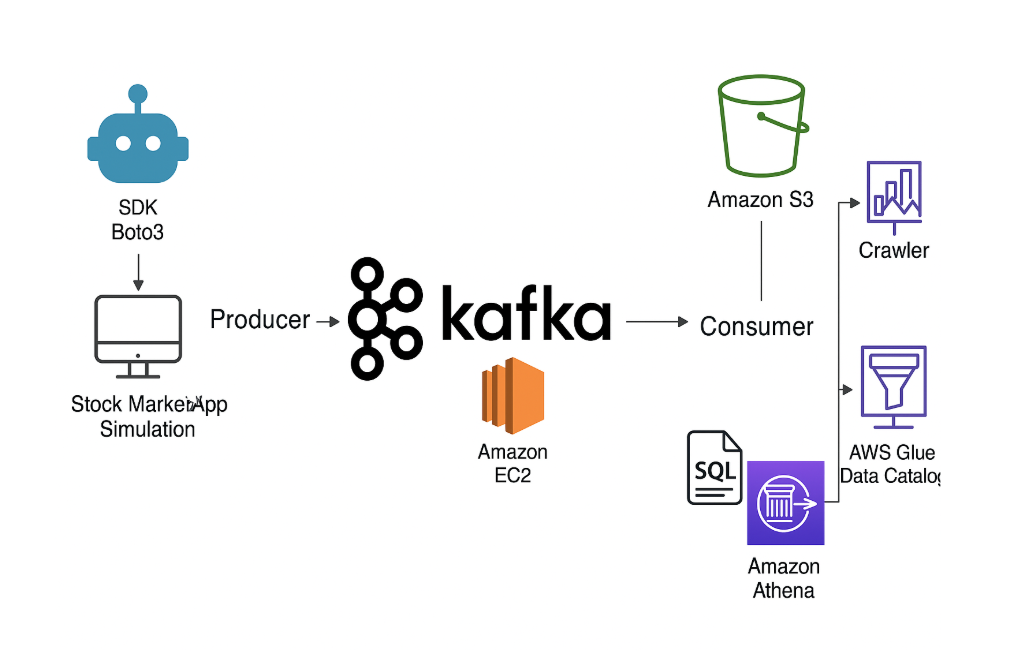 SDK
Boto3
Stock Marker App
Simulation
Producer
kafka
Amazon
EC2
Amazon S3
Consumer
Crawler
AWS Glue
Data Catalog
SQL
Amazon
Athena